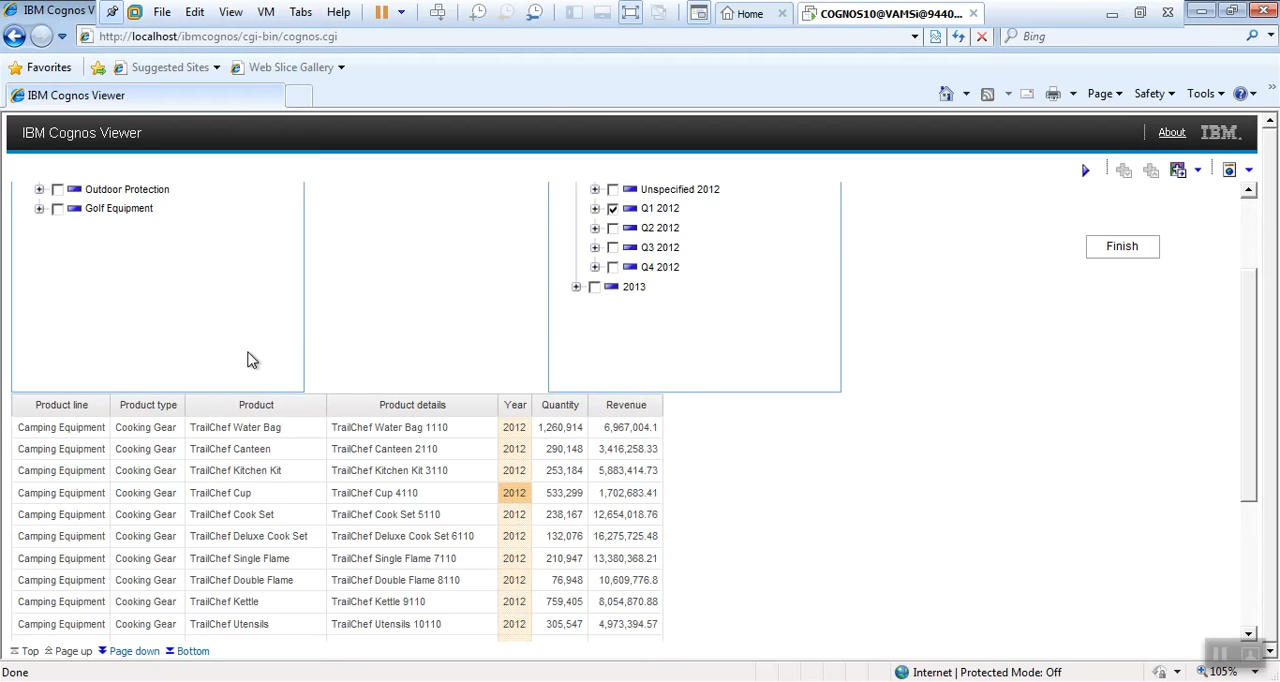 IBM Cognos V File Edit View VM Tabs Help Home COGNOS10@VAMSi@9440...
http://localhost/ibmcognos/cgi-bin/cognos.cgi Bing
Favorites Suggested Sites Web Slice Gallery
IBM Cognos Viewer Page Safety Tools
IBM Cognos Viewer About IBM.
Outdoor Protection Unspecified 2012
Golf Equipment Q1 2012
Q2 2012
Q3 2012 Finish
Q4 2012
2013
Product line Product type Product Product details Year Quantity Revenue
Camping Equipment Cooking Gear TrailChef Water Bag TrailChef Water Bag 1110 2012 1,260,914 6,967,004.1
Camping Equipment Cooking Gear TrailChef Canteen TrailChef Canteen 2110 2012 290,148 3,416,258.33
Camping Equipment Cooking Gear TrailChef Kitchen Kit TrailChef Kitchen Kit 3110 2012 253,184 5,883,414.73
Camping Equipment Cooking Gear TrailChef Cup TrailChef Cup 4110 2012 533,299 1,702,683.41
Camping Equipment Cooking Gear TrailChef Cook Set TrailChef Cook Set 5110 2012 238,167 12,654,018.76
Camping Equipment Cooking Gear TrailChef Deluxe Cook Set TrailChef Deluxe Cook Set 6110 2012 132,076 16,275,725.48
Camping Equipment Cooking Gear TrailChef Single Flame TrailChef Single Flame 7110 2012 210,947 13,380,368.21
Camping Equipment Cooking Gear TrailChef Double Flame TrailChef Double Flame 8110 2012 76,948 10,609,776.8
Camping Equipment Cooking Gear TrailChef Kettle TrailChef Kettle 9110 2012 759,405 8,054,870.88
Camping Equipment Cooking Gear TrailChef Utensils TrailChef Utensils 10110 2012 305,547 4,973,394.57
Top Page up Page down Bottom
Done Internet | Protected Mode: Off 105%